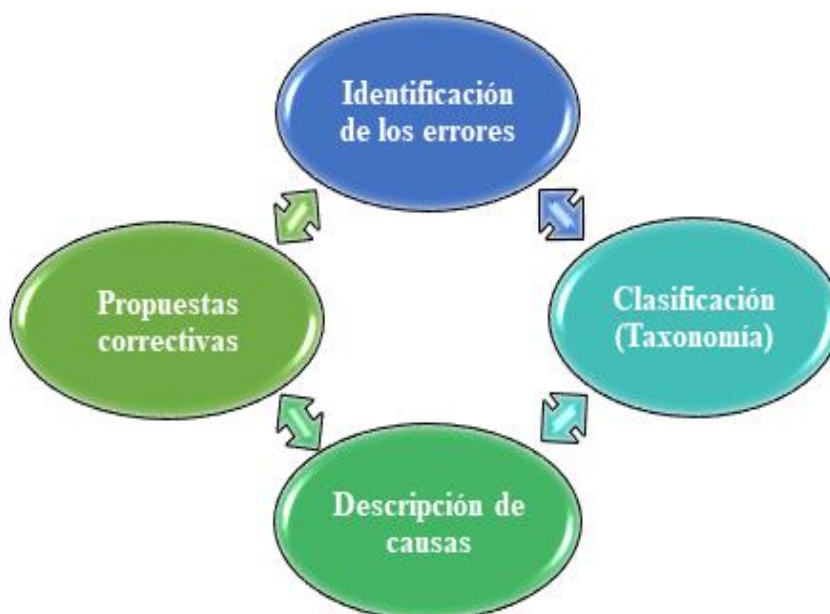 Identificación
de los errores
Clasificación
(Taxonomía)
Descripción de
causas
Propuestas
correctivas